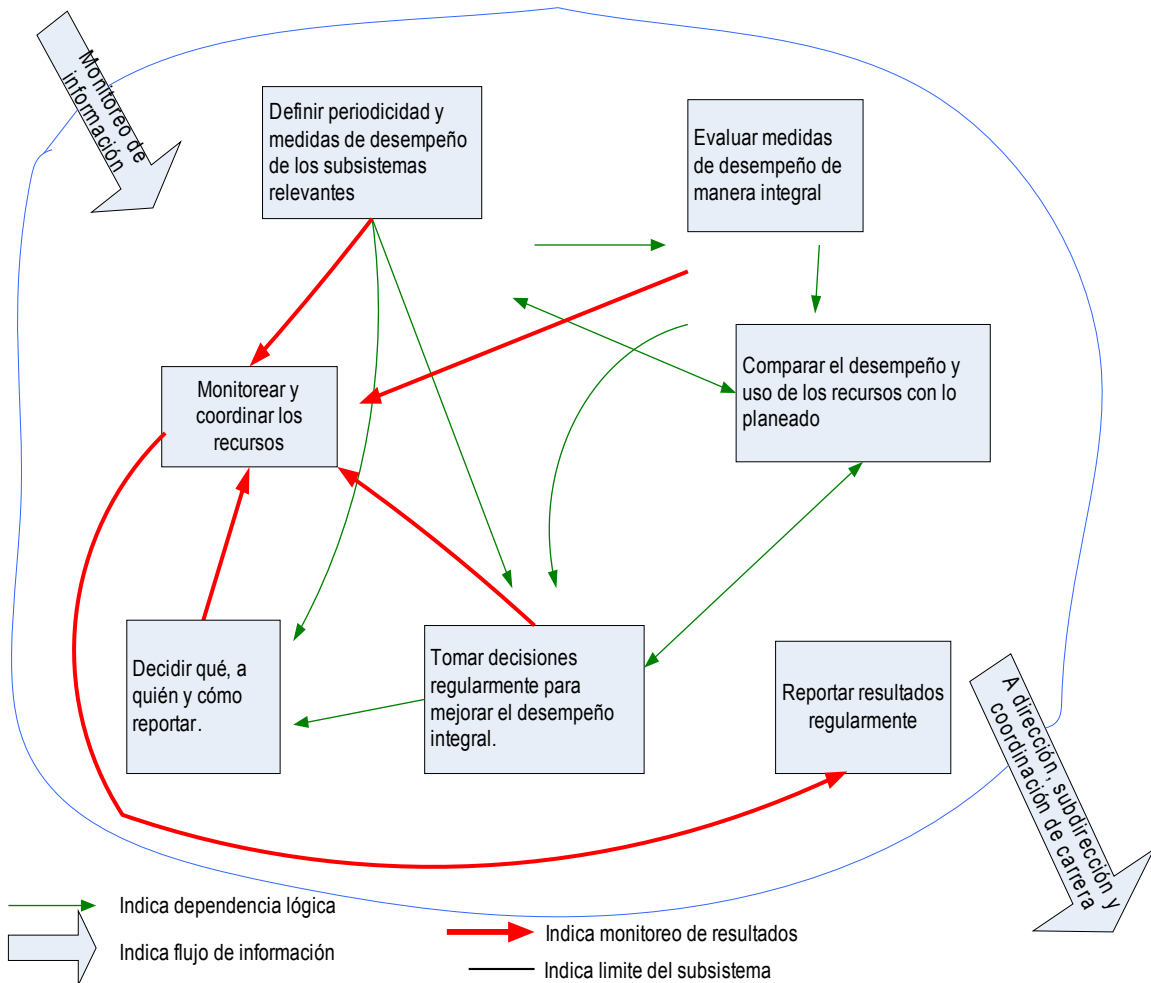 Monitoreo de
información
Definir periodicidad y
medidas de desempeño
de los subsistemas
relevantes
Evaluar medidas
de desempeño de
manera integral
Monitorear y
coordinar los
recursos
Comparar el desempeño y
uso de los recursos con lo
planeado
Decidir qué, a
quién y cómo
reportar.
Tomar decisiones
regularmente para
mejorar el desempeño
integral.
Reportar resultados
regularmente
A dirección, subdirección y
coordinación de carrera
Indica dependencia lógica
Indica flujo de información
Indica monitoreo de resultados
Indica limite del subsistema